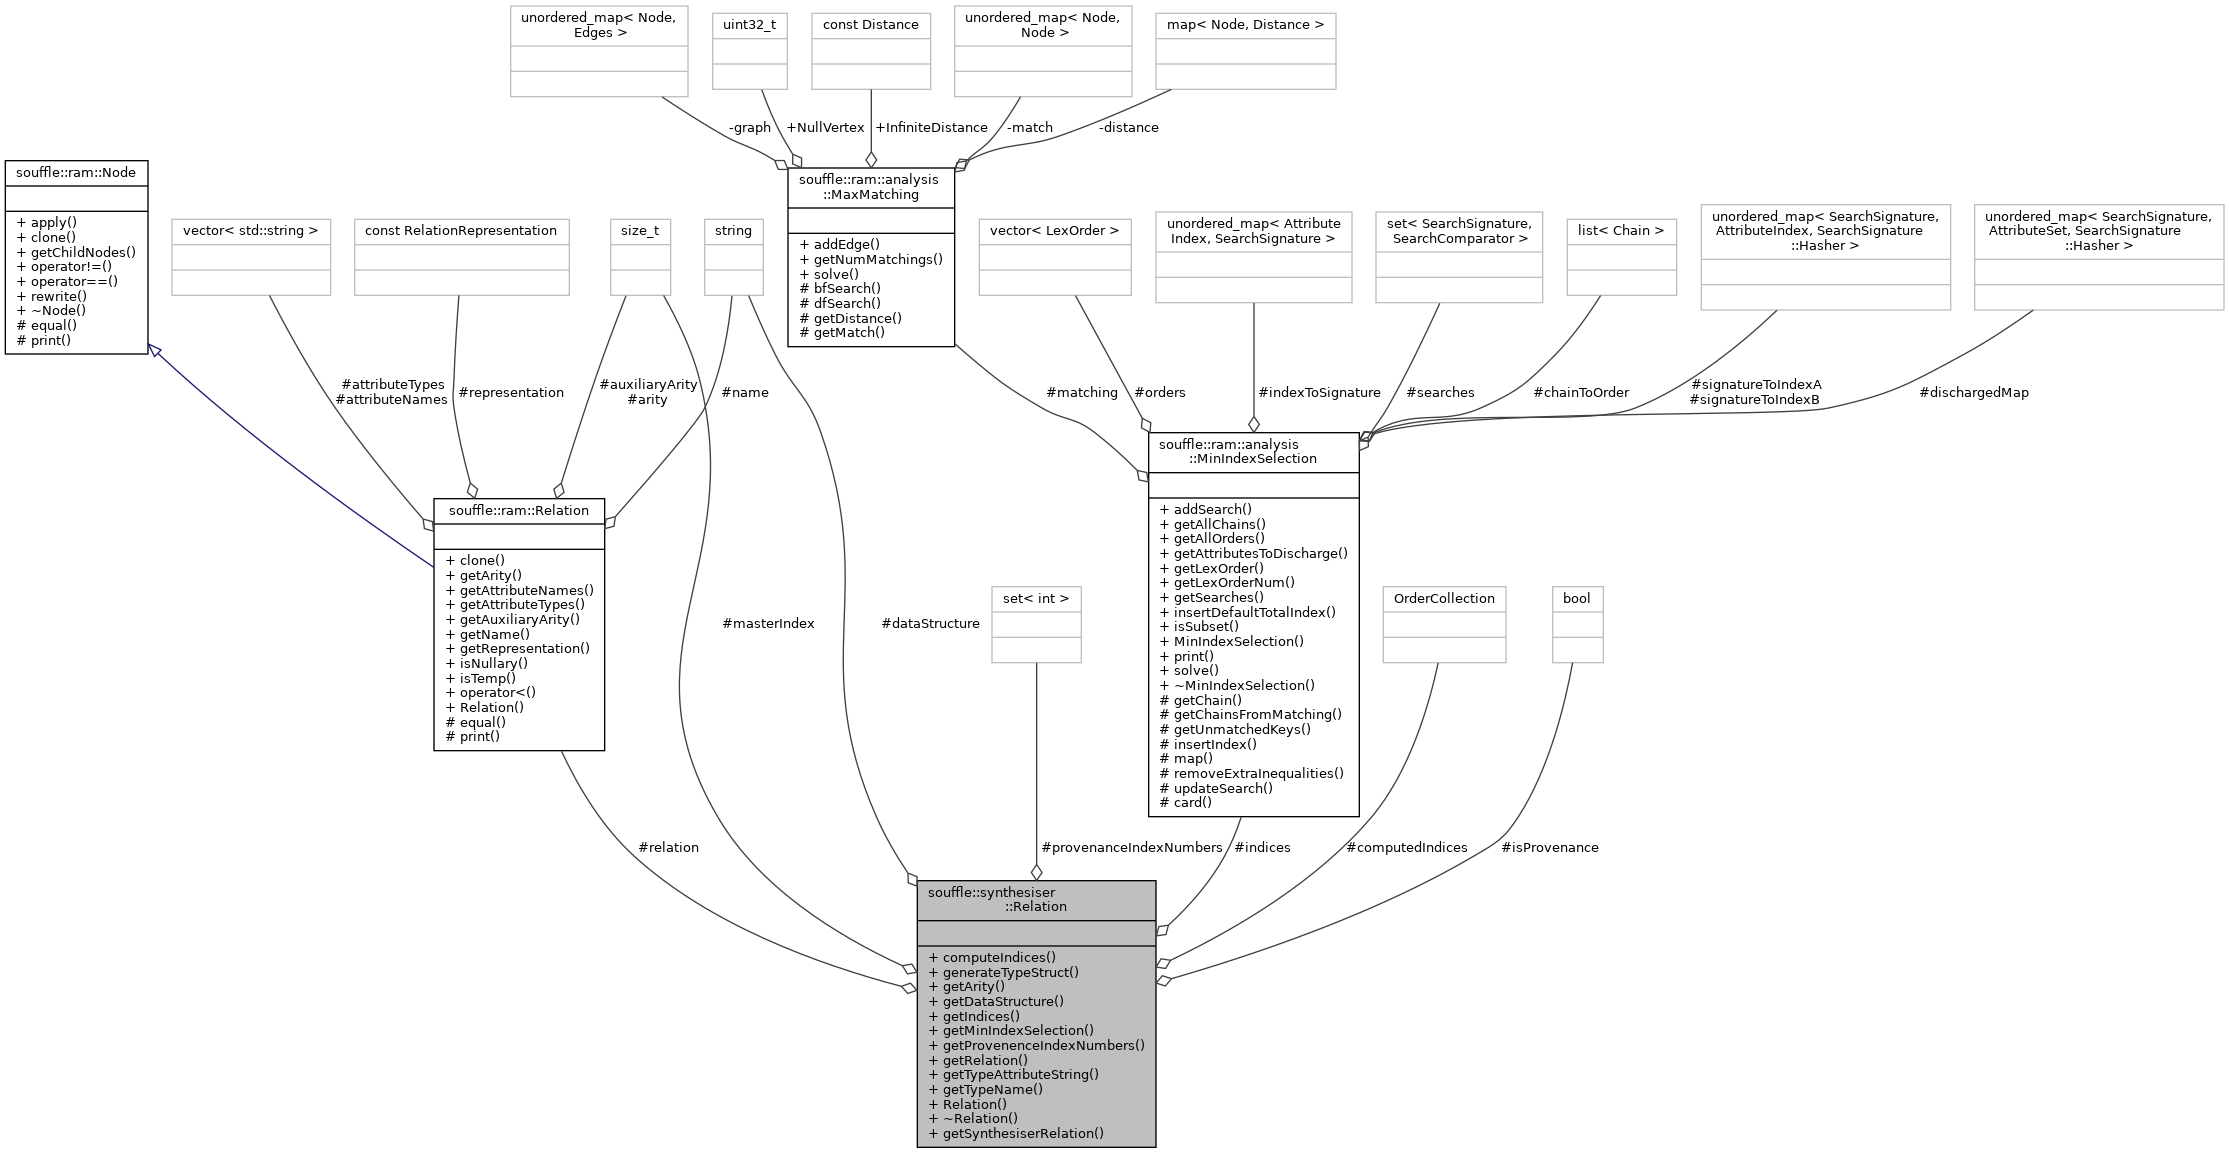 unordered_map< Node,
Edges >
uint32_t
const Distance
unordered_map< Node,
Node >
map< Node, Distance >
-graph
+NullVertex
+InfiniteDistance
-match
-distance
souffle::ram::Node
+ apply()
+ clone()
+ getChildNodes()
+ operator!=()
+ operator==()
+ rewrite()
+ ~Node()
# equal()
# print()
vector< std::string >
const RelationRepresentation
size_t
string
souffle::ram::analysis
::MaxMatching
+ addEdge()
+ getNumMatchings()
+ solve()
# bfSearch()
# dfSearch()
# getDistance()
# getMatch()
vector< LexOrder >
unordered_map< Attribute
Index, SearchSignature >
set< SearchSignature,
SearchComparator >
list< Chain >
unordered_map< SearchSignature,
AttributeIndex, SearchSignature
::Hasher >
unordered_map< SearchSignature,
AttributeSet, SearchSignature
::Hasher >
#attributeTypes
#attributeNames
#representation
#auxiliaryArity
#arity
#name
#matching
#orders
#indexToSignature
#searches
#chainToOrder
#signatureToIndexA
#signatureToIndexB
#dischargedMap
souffle::ram::Relation
+ clone()
+ getArity()
+ getAttributeNames()
+ getAttributeTypes()
+ getAuxiliaryArity()
+ getName()
+ getRepresentation()
+ isNullary()
+ isTemp()
+ operator<()
+ Relation()
# equal()
# print()
souffle::ram::analysis
::MinIndexSelection
+ addSearch()
+ getAllChains()
+ getAllOrders()
+ getAttributesToDischarge()
+ getLexOrder()
+ getLexOrderNum()
+ getSearches()
+ insertDefaultTotalIndex()
+ isSubset()
+ MinIndexSelection()
+ print()
+ solve()
+ ~MinIndexSelection()
# getChain()
# getChainsFromMatching()
# getUnmatchedKeys()
# insertIndex()
# map()
# removeExtraInequalities()
# updateSearch()
# card()
#masterIndex
#dataStructure
set< int >
OrderCollection
bool
#relation
#provenanceIndexNumbers
#indices
#computedIndices
#isProvenance
souffle::synthesiser
::Relation
+ computeIndices()
+ generateTypeStruct()
+ getArity()
+ getDataStructure()
+ getIndices()
+ getMinIndexSelection()
+ getProvenenceIndexNumbers()
+ getRelation()
+ getTypeAttributeString()
+ getTypeName()
+ Relation()
+ ~Relation()
+ getSynthesiserRelation()